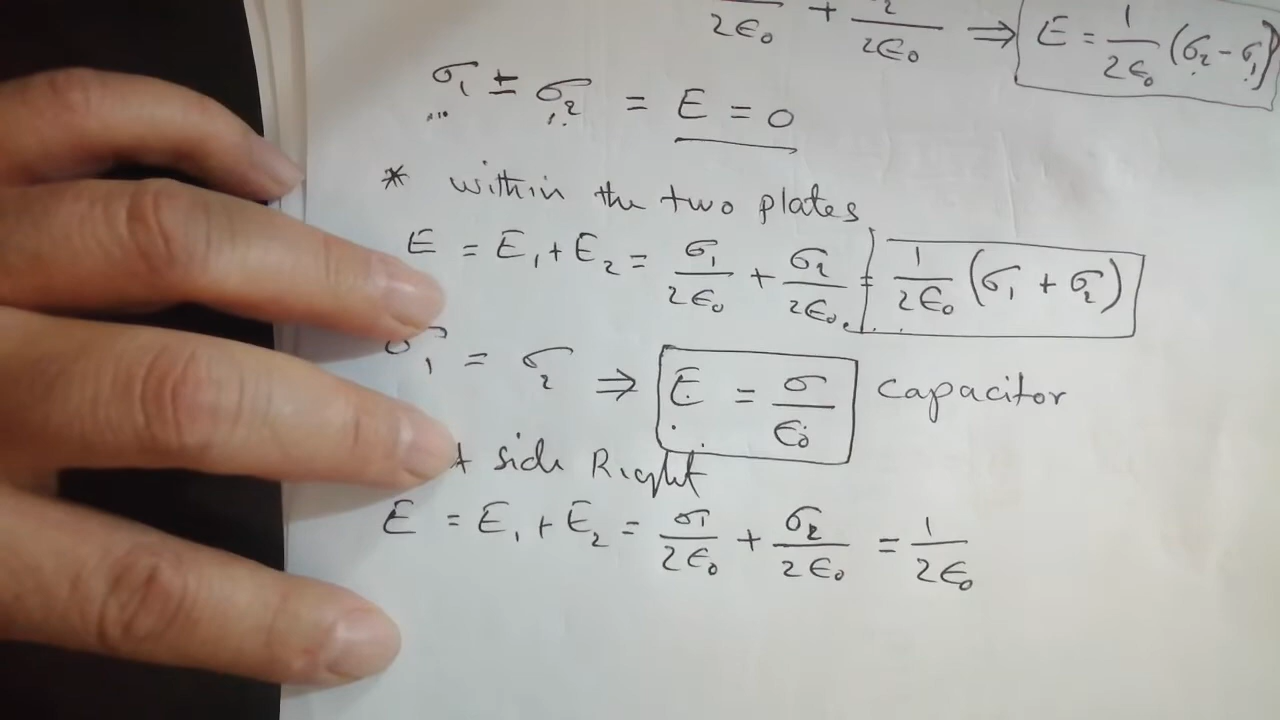 /2ϵ₀ + 2/2ϵ₀ ⇒ E = 1/2ϵ₀ (σ₂ - σ₁)
σ₁ ± σ₂ = E = 0
* within the two plates
E = E₁ + E₂ = σ₁/2ϵ₀ + σ₂/2ϵ₀ = 1/2ϵ₀ (σ₁ + σ₂)
σ₁ = σ₂ ⇒ E = σ/ϵ₀ capacitor
side Right
E = E₁ + E₂ = σ₁/2ϵ₀ + σ₂/2ϵ₀ = 1/2ϵ₀